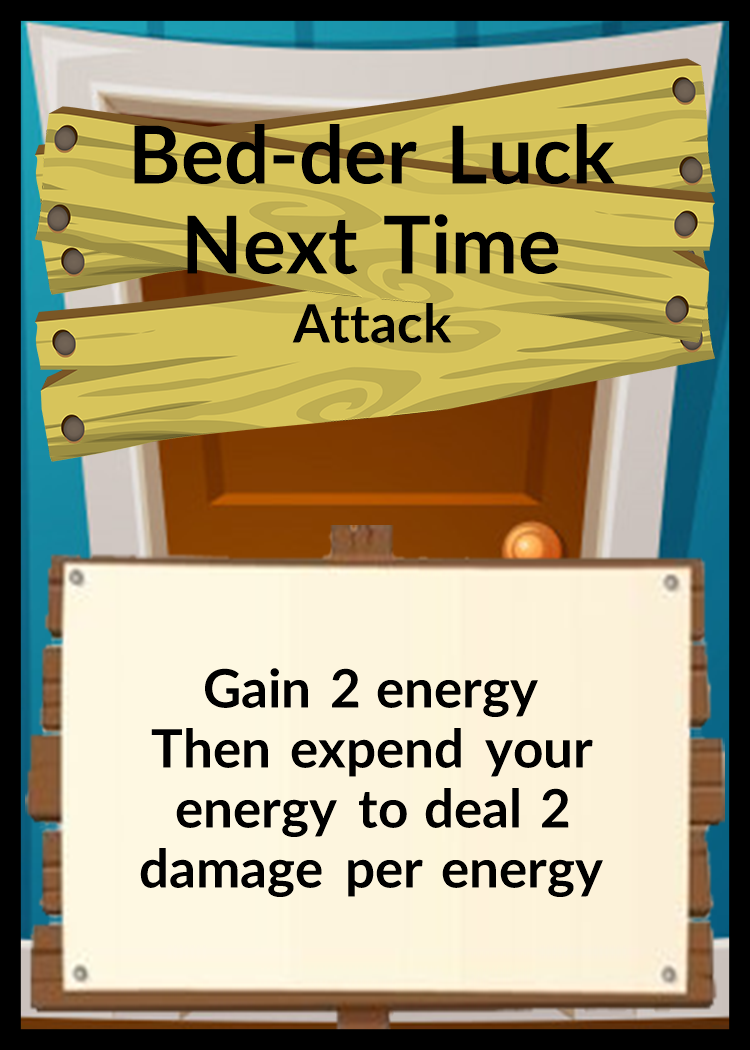 Bed-der Luck
Next Time
Attack
Gain 2 energy
Then expend your
energy to deal 2
damage per energy